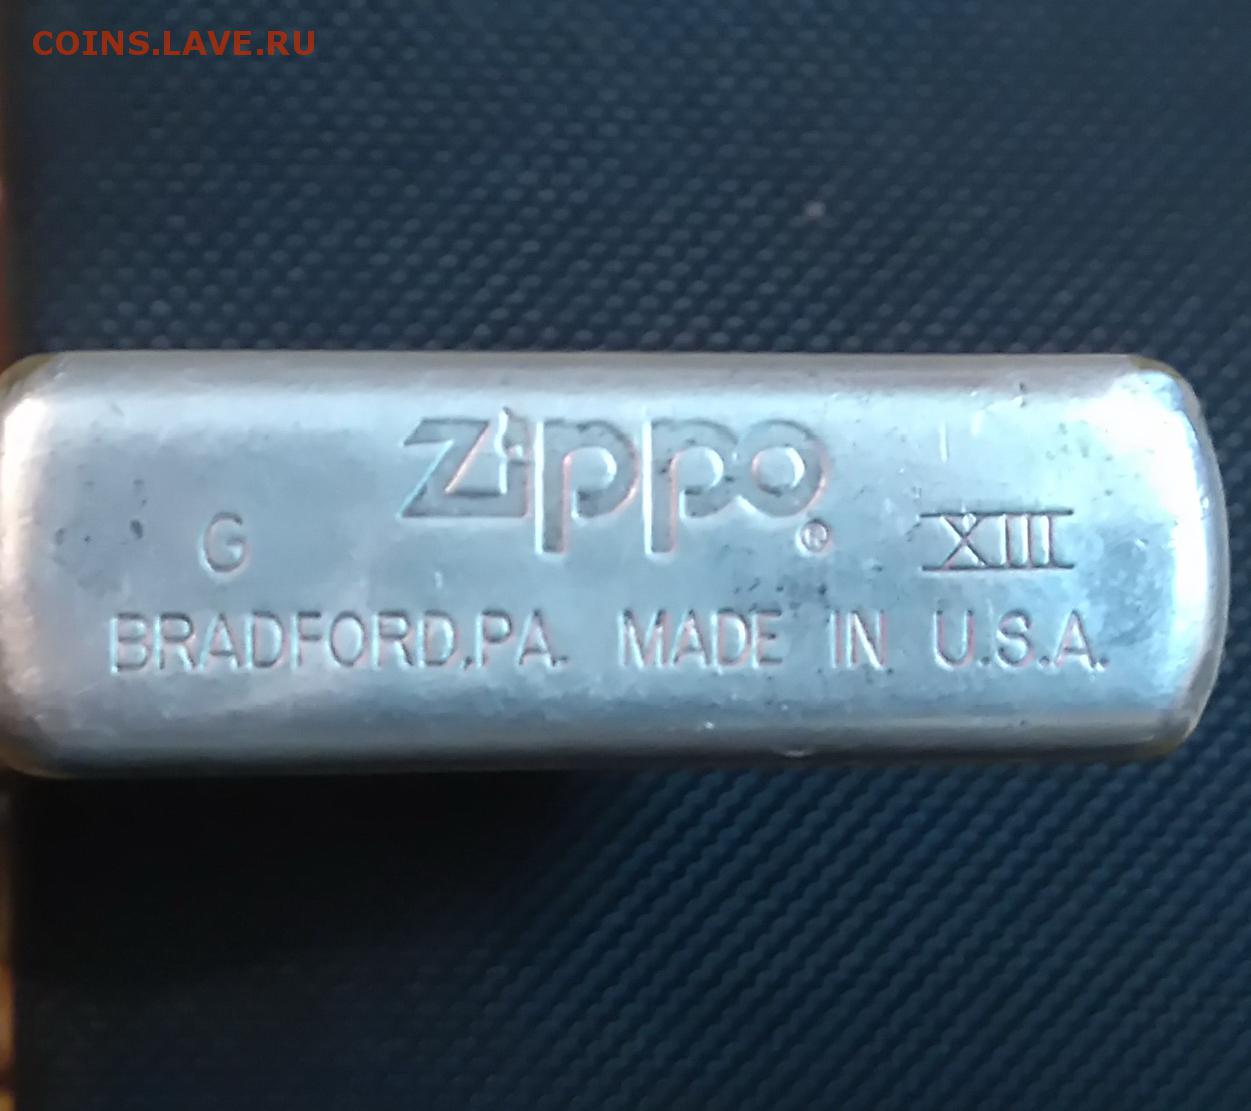 COINS.LAVE.RU
Zippo®
G XIII
BRADFORD,PA. MADE IN U.S.A.